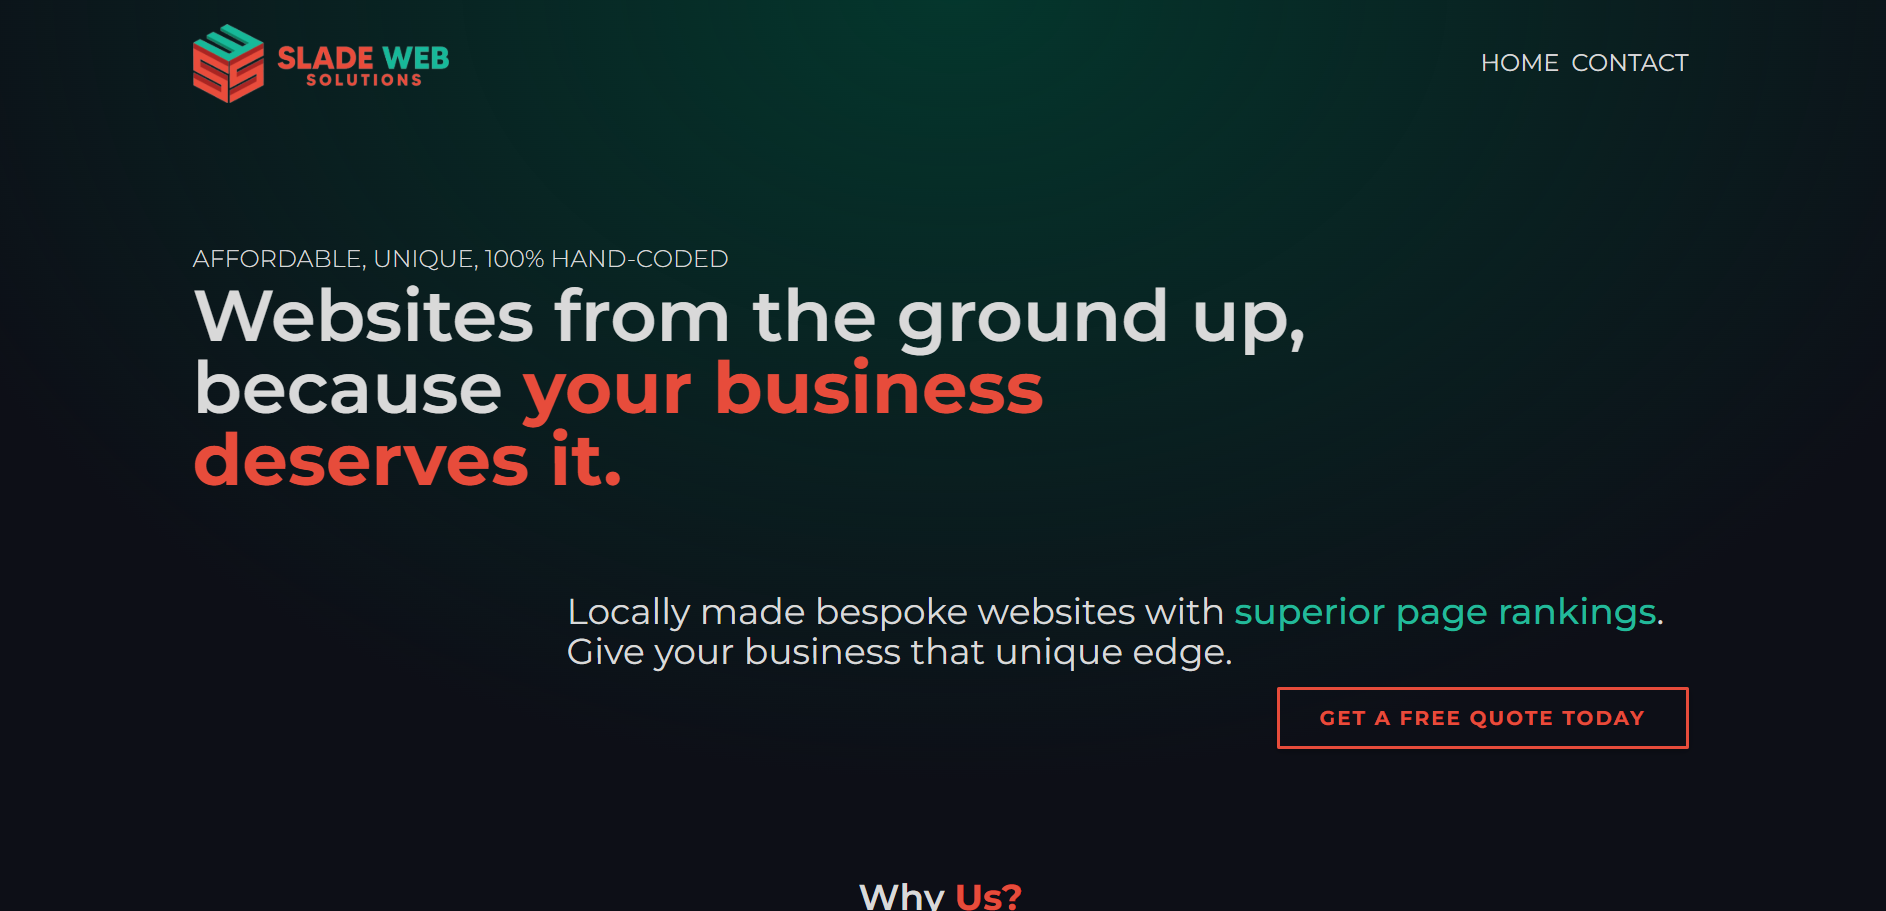 SLADE WEB
SOLUTIONS
HOME CONTACT
AFFORDABLE, UNIQUE, 100% HAND-CODED
Websites from the ground up,
because your business
deserves it.
Locally made bespoke websites with superior page rankings.
Give your business that unique edge.
GET A FREE QUOTE TODAY
Why Us?